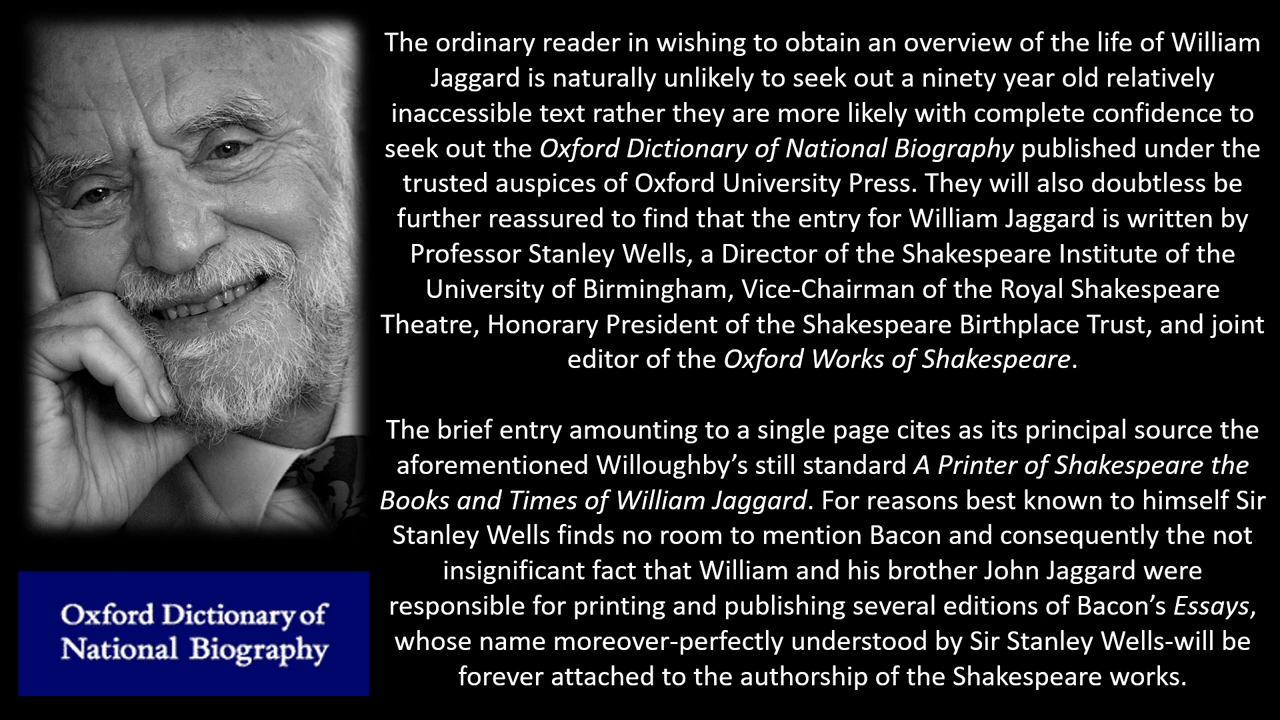 The ordinary reader in wishing to obtain an overview of the life of William
Jaggard is naturally unlikely to seek out a ninety year old relatively
inaccessible text rather they are more likely with complete confidence to
seek out the Oxford Dictionary of National Biography published under the
trusted auspices of Oxford University Press. They will also doubtless be
further reassured to find that the entry for William Jaggard is written by
Professor Stanley Wells, a Director of the Shakespeare Institute of the
University of Birmingham, Vice-Chairman of the Royal Shakespeare
Theatre, Honorary President of the Shakespeare Birthplace Trust, and joint
editor of the Oxford Works of Shakespeare.
The brief entry amounting to a single page cites as its principal source the
aforementioned Willoughby’s still standard A Printer of Shakespeare the
Books and Times of William Jaggard. For reasons best known to himself Sir
Stanley Wells finds no room to mention Bacon and consequently the not
insignificant fact that William and his brother John Jaggard were
responsible for printing and publishing several editions of Bacon’s Essays,
whose name moreover-perfectly understood by Sir Stanley Wells-will be
forever attached to the authorship of the Shakespeare works.
Oxford Dictionary of
National Biography